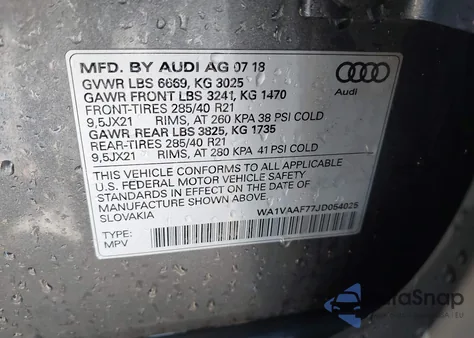 MFD. BY AUDI AG 07 18
GVWR LBS 6669, KG 3025
GAWR FRONT LBS 3241, KG 1470
FRONT-TIRES 285/40 R21
9,5JX21 RIMS, AT 260 KPA 38 PSI COLD
GAWR REAR LBS 3825, KG 1735
REAR-TIRES 285/40 R21
9,5JX21 RIMS, AT 280 KPA 41 PSI COLD
THIS VEHICLE CONFORMS TO ALL APPLICABLE
U.S. FEDERAL MOTOR VEHICLE SAFETY
STANDARDS IN EFFECT ON THE DATE OF
MANUFACTURE SHOWN ABOVE.
SLOVAKIA WA1VAAF77JD054025
TYPE:
MPV
Audi